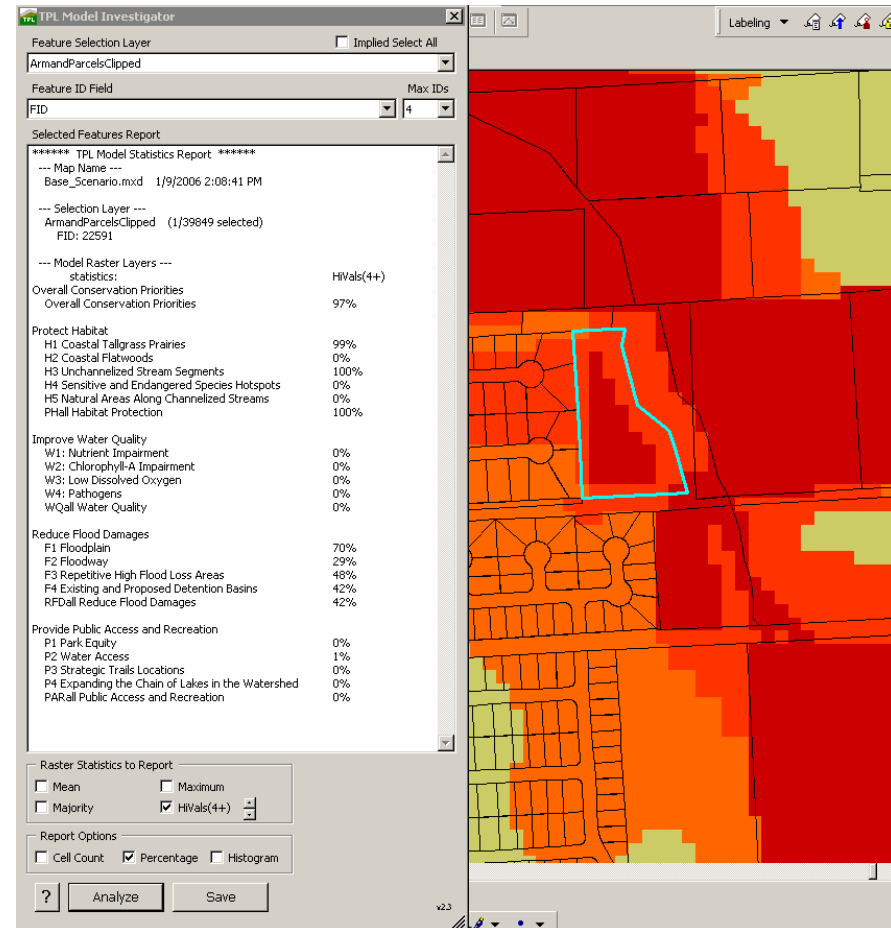 TPL Model Investigator
Feature Selection Layer Implied Select All
ArmandParcelsClipped
Feature ID Field Max IDs
FID 4
Selected Features Report
****** TPL Model Statistics Report ******
--- Map Name ---
Base_Scenario.mxd 1/9/2006 2:08:41 PM
--- Selection Layer ---
ArmandParcelsClipped (1/39849 selected)
FID: 22591
--- Model Raster Layers ---
statistics: HiVals(4+)
Overall Conservation Priorities
Overall Conservation Priorities 97%
Protect Habitat
H1 Coastal Tallgrass Prairies 99%
H2 Coastal Flatwoods 0%
H3 Unchannelized Stream Segments 100%
H4 Sensitive and Endangered Species Hotspots 0%
H5 Natural Areas Along Channelized Streams 0%
PHall Habitat Protection 100%
Improve Water Quality
W1: Nutrient Impairment 0%
W2: Chlorophyll-A Impairment 0%
W3: Low Dissolved Oxygen 0%
W4: Pathogens 0%
WQall Water Quality 0%
Reduce Flood Damages
F1 Floodplain 70%
F2 Floodway 29%
F3 Repetitive High Flood Loss Areas 48%
F4 Existing and Proposed Detention Basins 42%
RFDall Reduce Flood Damages 42%
Provide Public Access and Recreation
P1 Park Equity 0%
P2 Water Access 1%
P3 Strategic Trails Locations 0%
P4 Expanding the Chain of Lakes in the Watershed 0%
PARall Public Access and Recreation 0%
Raster Statistics to Report
Mean Maximum
Majority HiVals(4+)
Report Options
Cell Count Percentage Histogram
? Analyze Save
v2.3
Labeling